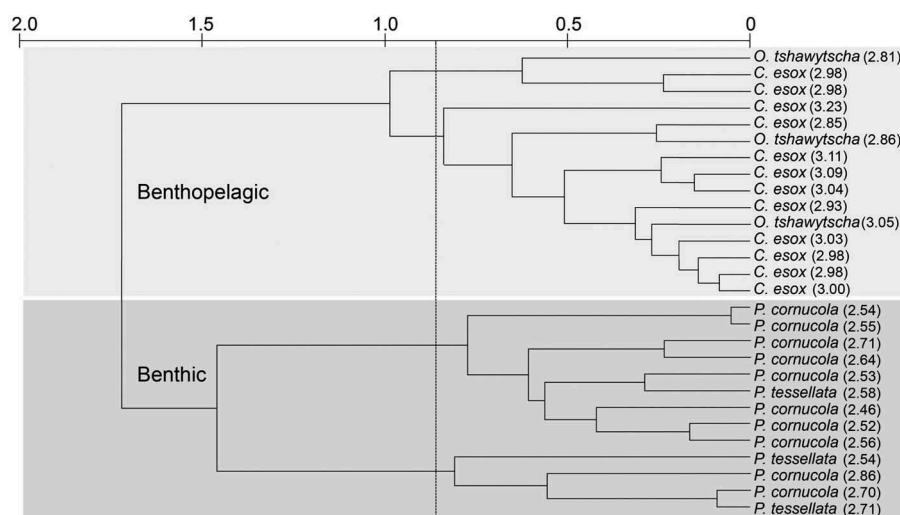 2.0 1.5 1.0 0.5 0
O. tshawytscha (2.81)
C. esox (2.98)
C. esox (2.98)
C. esox (3.23)
C. esox (2.85)
O. tshawytscha (2.86)
C. esox (3.11)
C. esox (3.09)
C. esox (3.04)
Benthopelagic
C. esox (2.93)
O. tshawytscha (3.05)
C. esox (3.03)
C. esox (2.98)
C. esox (2.98)
C. esox (3.00)
P. cornucola (2.54)
P. cornucola (2.55)
P. cornucola (2.71)
P. cornucola (2.64)
Benthic
P. cornucola (2.53)
P. tessellata (2.58)
P. cornucola (2.46)
P. cornucola (2.52)
P. cornucola (2.56)
P. tessellata (2.54)
P. cornucola (2.86)
P. cornucola (2.70)
P. tessellata (2.71)